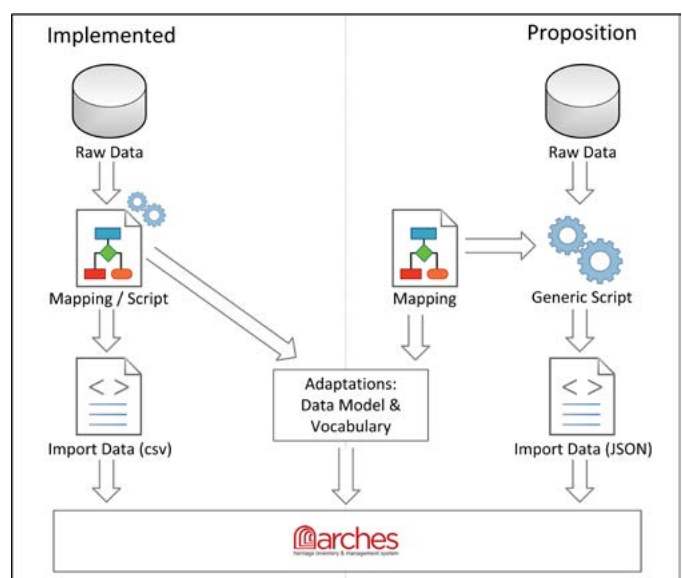 Implemented
Proposition
Raw Data
Raw Data
Mapping / Script
Mapping
Generic Script
< >
< >
Adaptations:
Data Model &
Vocabulary
Import Data (csv)
Import Data (JSON)
arches
heritage inventory & management system